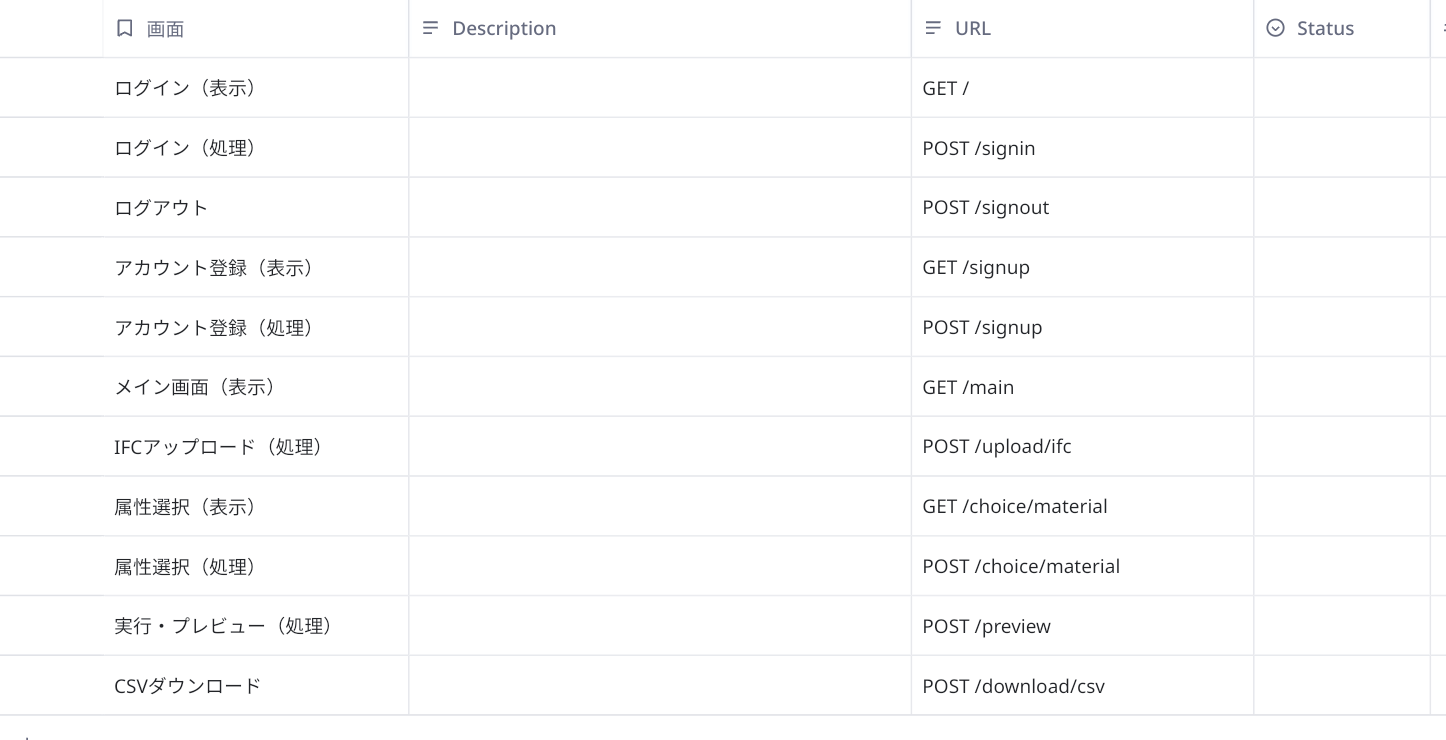 画面 Description URL Status
ログイン（表示） GET /
ログイン（処理） POST /signin
ログアウト POST /signout
アカウント登録（表示） GET /signup
アカウント登録（処理） POST /signup
メイン画面（表示） GET /main
IFCアップロード（処理） POST /upload/ifc
属性選択（表示） GET /choice/material
属性選択（処理） POST /choice/material
実行・プレビュー（処理） POST /preview
CSVダウンロード POST /download/csv